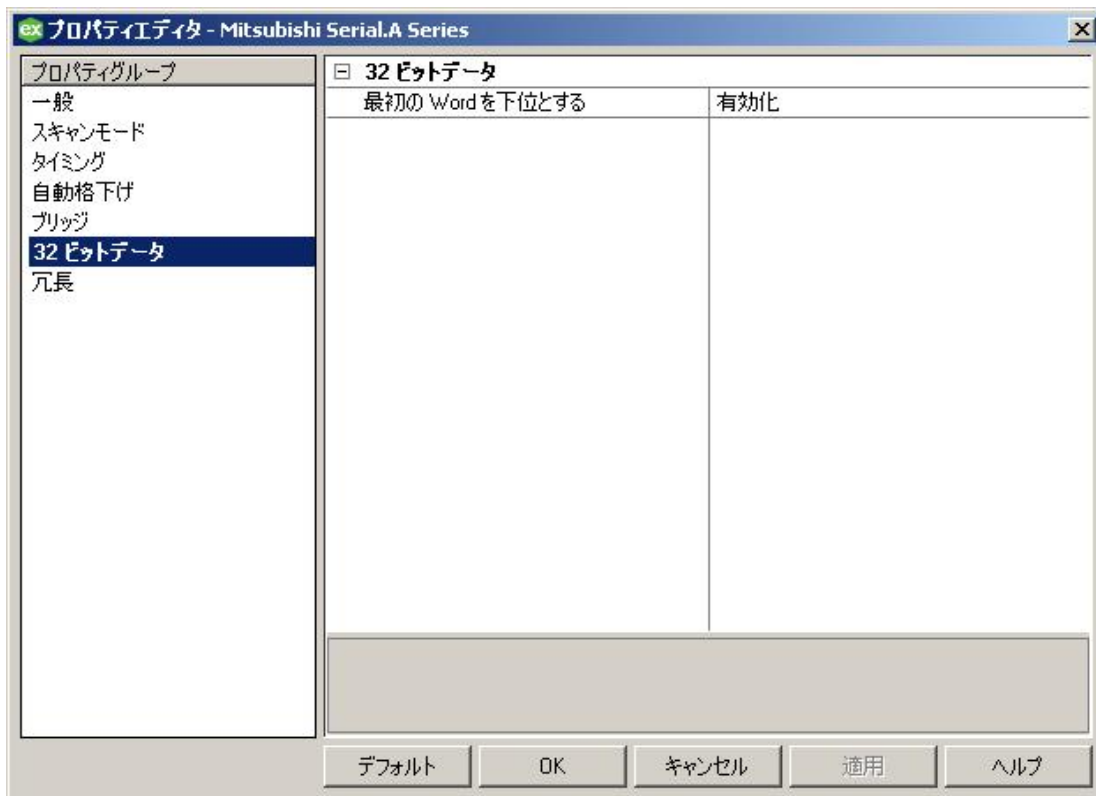 ex プロパティエディタ - Mitsubishi Serial.A Series
プロパティグループ
一般
スキャンモード
タイミング
自動格下げ
ブリッジ
32 ビットデータ
冗長
32 ビットデータ
最初の Word を下位とする 有効化
デフォルト OK キャンセル 適用 ヘルプ